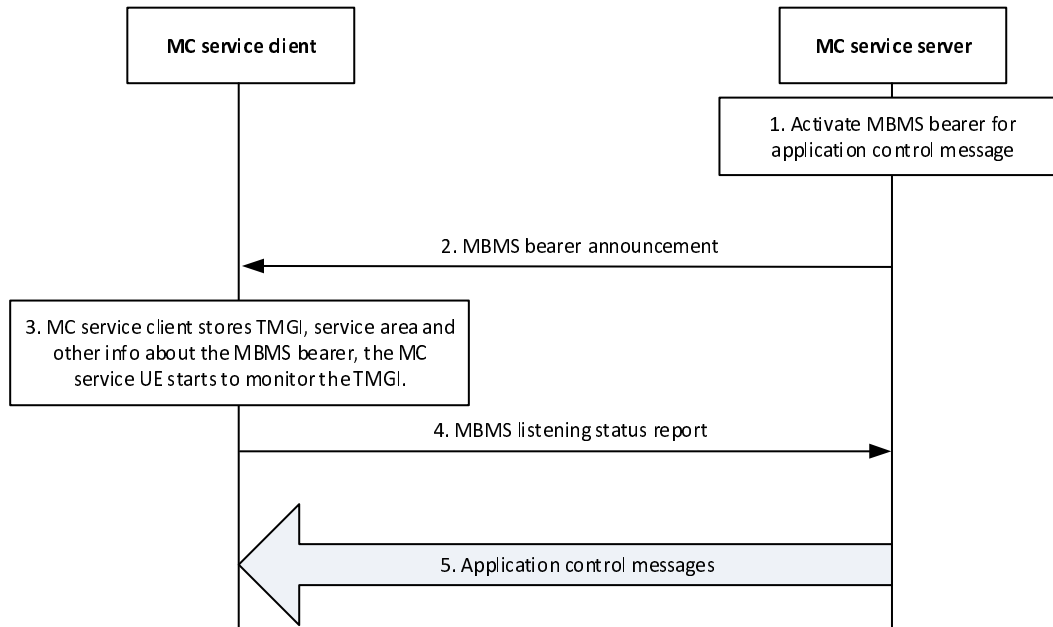 MC service client
MC service server
1. Activate MBMS bearer for
application control message
2. MBMS bearer announcement
3. MC service client stores TMGI, service area and
other info about the MBMS bearer, the MC
service UE starts to monitor the TMGI.
4. MBMS listening status report
5. Application control messages